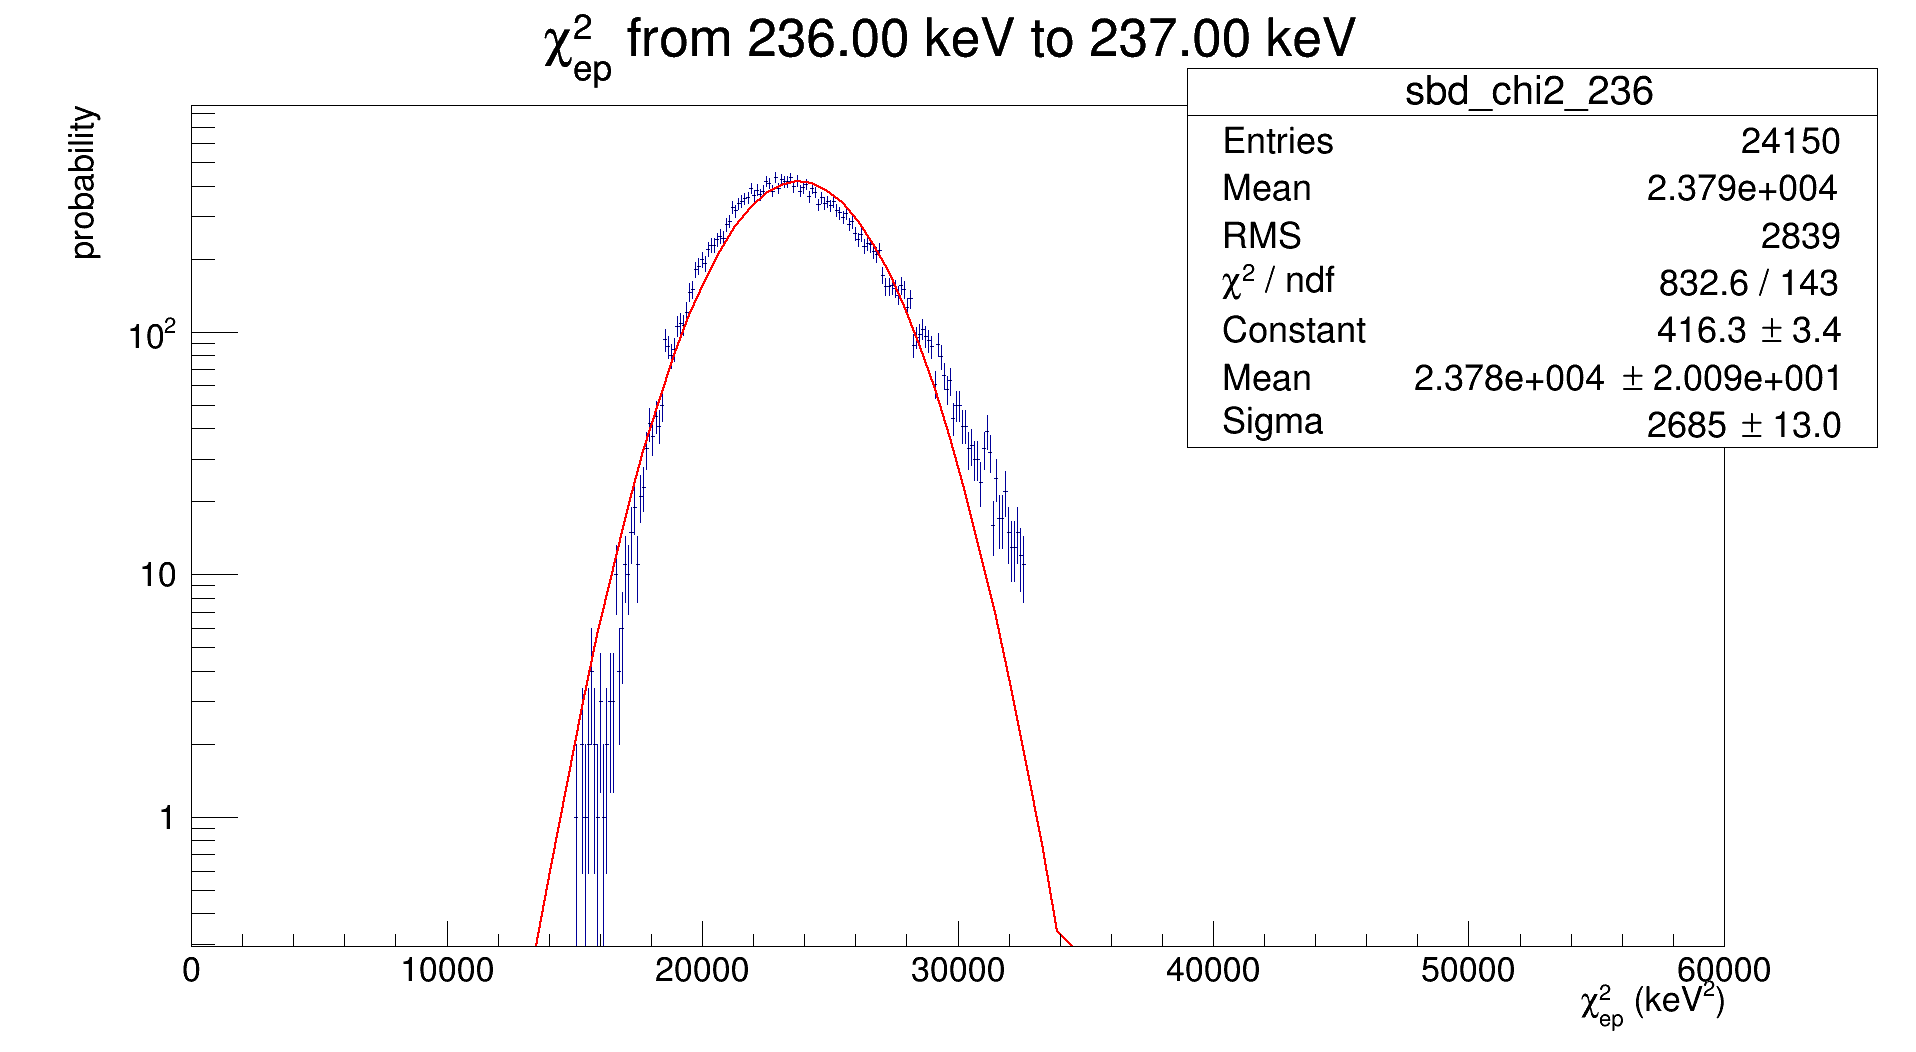 χ²ep from 236.00 keV to 237.00 keV
sbd_chi2_236
Entries 24150
Mean 2.379e+004
RMS 2839
χ² / ndf 832.6 / 143
Constant 416.3 ± 3.4
Mean 2.378e+004 ± 2.009e+001
Sigma 2685 ± 13.0
probability
10²
10
1
0 10000 20000 30000 40000 50000 60000
χ²ep (keV²)